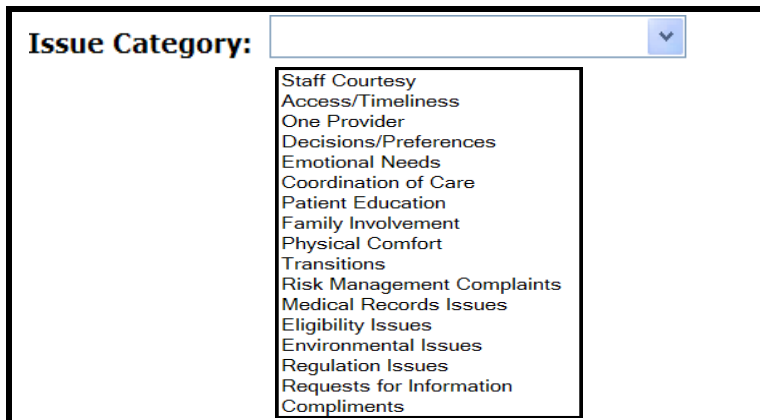 Issue Category:
Staff Courtesy
Access/Timeliness
One Provider
Decisions/Preferences
Emotional Needs
Coordination of Care
Patient Education
Family Involvement
Physical Comfort
Transitions
Risk Management Complaints
Medical Records Issues
Eligibility Issues
Environmental Issues
Regulation Issues
Requests for Information
Compliments